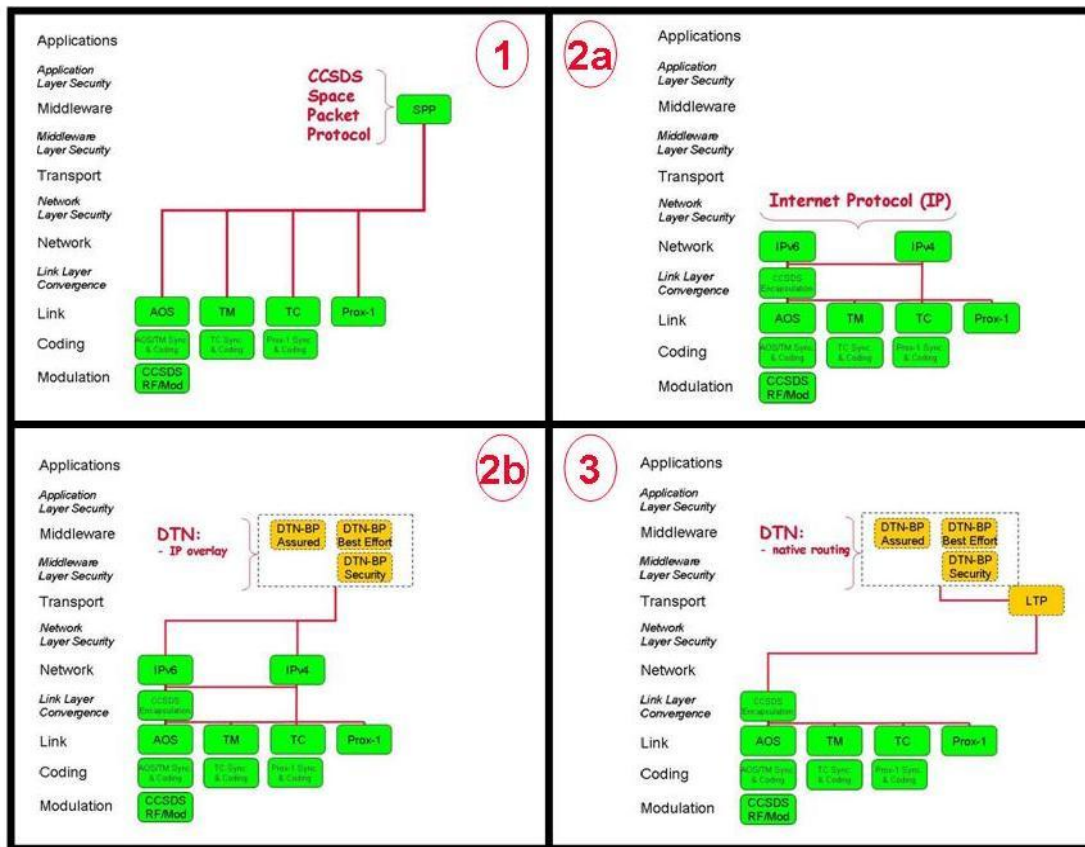 1
Applications
Application
Layer Security
Middleware
Middleware
Layer Security
Transport
Network
Layer Security
Network
Link Layer
Convergence
Link
Coding
Modulation
CCSDS
Space
Packet
Protocol
SPP
AOS
TM
TC
Prox-1
AOS/TM Sync.
& Coding
TC Sync.
& Coding
Prox-1 Sync.
& Coding
CCSDS
RF/Mod
2a
Applications
Application
Layer Security
Middleware
Middleware
Layer Security
Transport
Network
Layer Security
Network
Link Layer
Convergence
Link
Coding
Modulation
Internet Protocol (IP)
IPv6
IPv4
CCSDS
Encapsulation
AOS
TM
TC
Prox-1
AOS/TM Sync.
& Coding
TC Sync.
& Coding
Prox-1 Sync.
& Coding
CCSDS
RF/Mod
2b
Applications
Application
Layer Security
Middleware
Middleware
Layer Security
Transport
Network
Layer Security
Network
Link Layer
Convergence
Link
Coding
Modulation
DTN:
- IP overlay
DTN-BP
Assured
DTN-BP
Best Effort
DTN-BP
Security
IPv6
IPv4
CCSDS
Encapsulation
AOS
TM
TC
Prox-1
AOS/TM Sync.
& Coding
TC Sync.
& Coding
Prox-1 Sync.
& Coding
CCSDS
RF/Mod
3
Applications
Application
Layer Security
Middleware
Middleware
Layer Security
Transport
Network
Layer Security
Network
Link Layer
Convergence
Link
Coding
Modulation
DTN:
- native routing
DTN-BP
Assured
DTN-BP
Best Effort
DTN-BP
Security
LTP
CCSDS
Encapsulation
AOS
TM
TC
Prox-1
AOS/TM Sync.
& Coding
TC Sync.
& Coding
Prox-1 Sync.
& Coding
CCSDS
RF/Mod